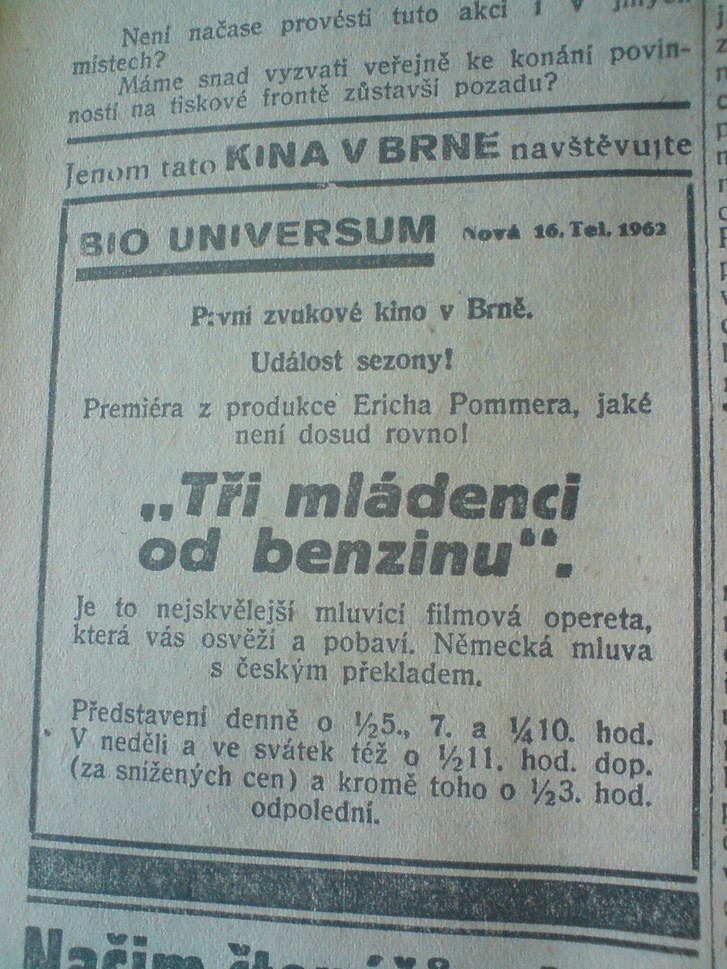 Není načase provésti tuto akci i v jiných
místech?
Máme snad vyzvati veřejně ke konání povin-
ností na tiskové frontě zůstavší pozadu?
Jenom tato KINA V BRNĚ navštěvujte
BIO UNIVERSUM Nová 16. Tel. 1962
První zvukové kino v Brně.
Událost sezony!
Premiéra z produkce Ericha Pommera, jaké
není dosud rovno!
„Tři mládenci
od benzinu“.
Je to nejskvělejší mluvící filmová opereta,
která vás osvěží a pobaví. Německá mluva
s českým překladem.
Představení denně o ½5., 7. a ¼10. hod.
V neděli a ve svátek též o ½11. hod. dop.
(za snížených cen) a kromě toho o ½3. hod.
odpolední.
Našim